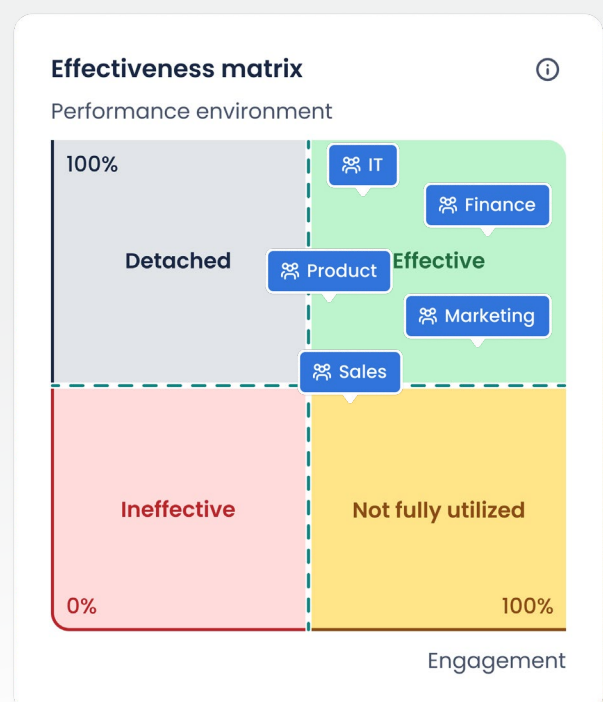 Effectiveness matrix
Performance environment
100%
IT
Finance
Detached
Effective
Product
Marketing
Sales
Ineffective
Not fully utilized
0%
100%
Engagement